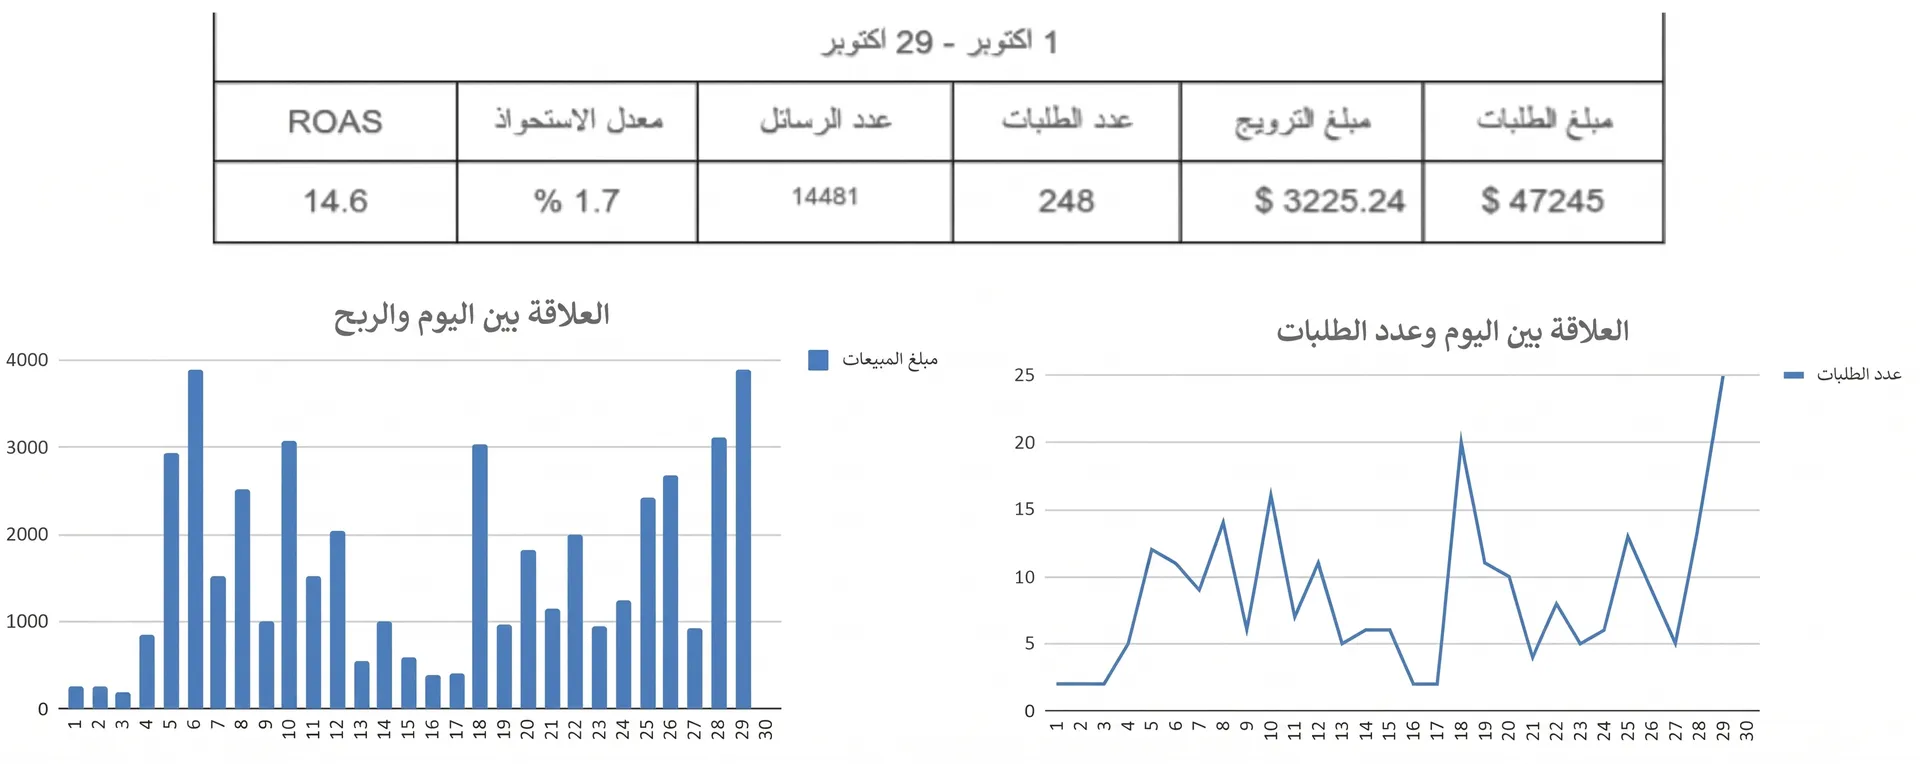 1 اكتوبر - 29 اكتوبر
مبلغ الطلبات مبلغ الترويج عدد الطلبات عدد الرسائل معدل الاستحواذ ROAS
$ 47245 $ 3225.24 248 14481 % 1.7 14.6
العلاقة بين اليوم والربح
مبلغ المبيعات
4000
3000
2000
1000
0
1 2 3 4 5 6 7 8 9 10 11 12 13 14 15 16 17 18 19 20 21 22 23 24 25 26 27 28 29 30
العلاقة بين اليوم وعدد الطلبات
عدد الطلبات
25
20
15
10
5
0
1 2 3 4 5 6 7 8 9 10 11 12 13 14 15 16 17 18 19 20 21 22 23 24 25 26 27 28 29 30